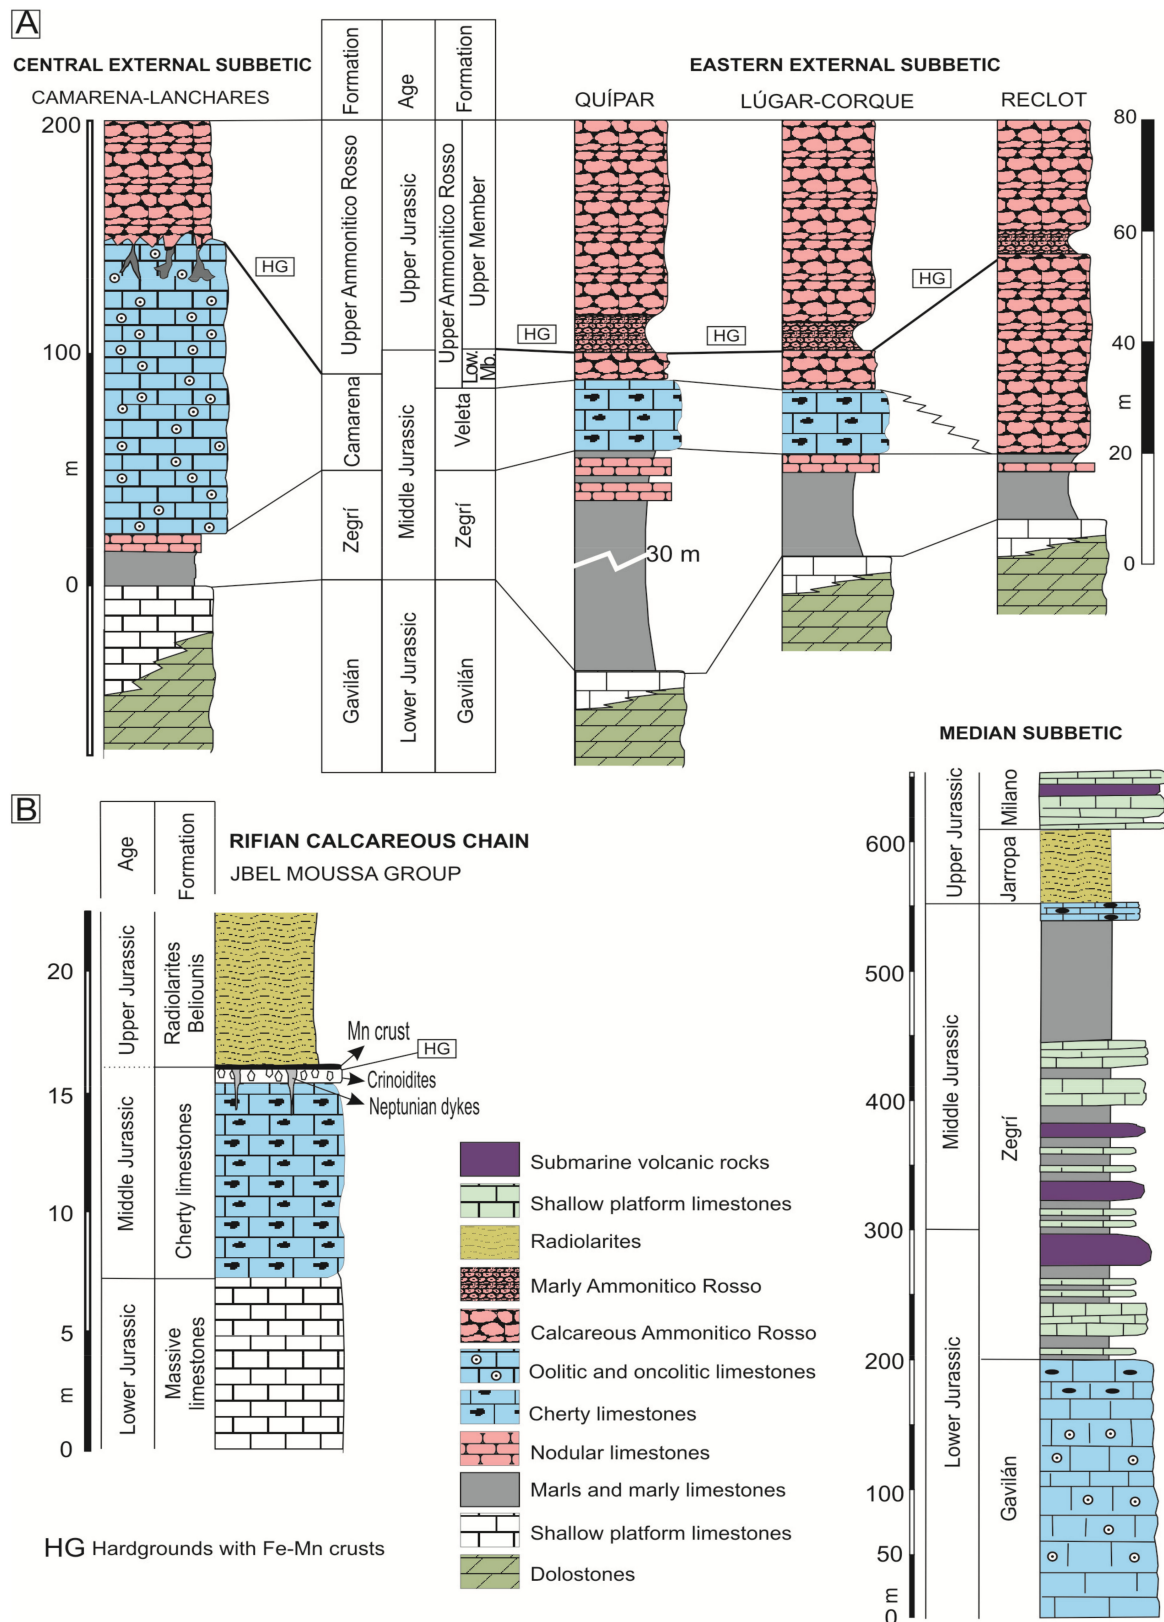 A
CENTRAL EXTERNAL SUBBETIC
CAMARENA-LANCHARES
Formation
Age
Formation
EASTERN EXTERNAL SUBBETIC
QUÍPAR
LÚGAR-CORQUE
RECLOT
200
100
m
0
HG
Upper Ammonitico Rosso
Camarena
Zegrí
Gavilán
Upper Jurassic
Middle Jurassic
Lower Jurassic
Upper Ammonitico Rosso
Upper Member
Low. Mb.
Veleta
Zegrí
Gavilán
HG
HG
HG
30 m
80
60
40
m
20
0
B
Age
Formation
RIFIAN CALCAREOUS CHAIN
JBEL MOUSSA GROUP
20
15
10
5
m
0
Upper Jurassic
Middle Jurassic
Lower Jurassic
Radiolarites
Beliounis
Cherty limestones
Massive
limestones
Mn crust
HG
Crinoidites
Neptunian dykes
Submarine volcanic rocks
Shallow platform limestones
Radiolarites
Marly Ammonitico Rosso
Calcareous Ammonitico Rosso
Oolitic and oncolitic limestones
Cherty limestones
Nodular limestones
Marls and marly limestones
Shallow platform limestones
Dolostones
HG Hardgrounds with Fe-Mn crusts
MEDIAN SUBBETIC
600
500
400
300
200
100
50
0 m
Upper Jurassic
Middle Jurassic
Lower Jurassic
Milano
Jarropa
Zegrí
Gavilán